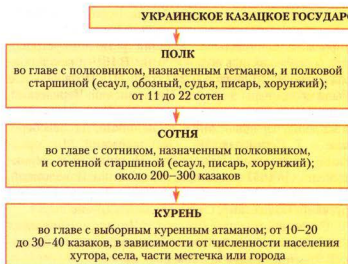 УКРАИНСКОЕ КАЗАЦКОЕ
ПОЛК
во главе с полковником, назначенным гетманом, и полковой
старшиной (есаул, обозный, судья, писарь, хорунжий);
от 11 до 22 сотен
СОТНЯ
во главе с сотником, назначенным полковником,
и сотенной старшиной (есаул, писарь, хорунжий);
около 200–300 казаков
КУРЕНЬ
во главе с выборным куренным атаманом; от 10–20
до 30–40 казаков, в зависимости от численности населения
хутора, села, части местечка или города